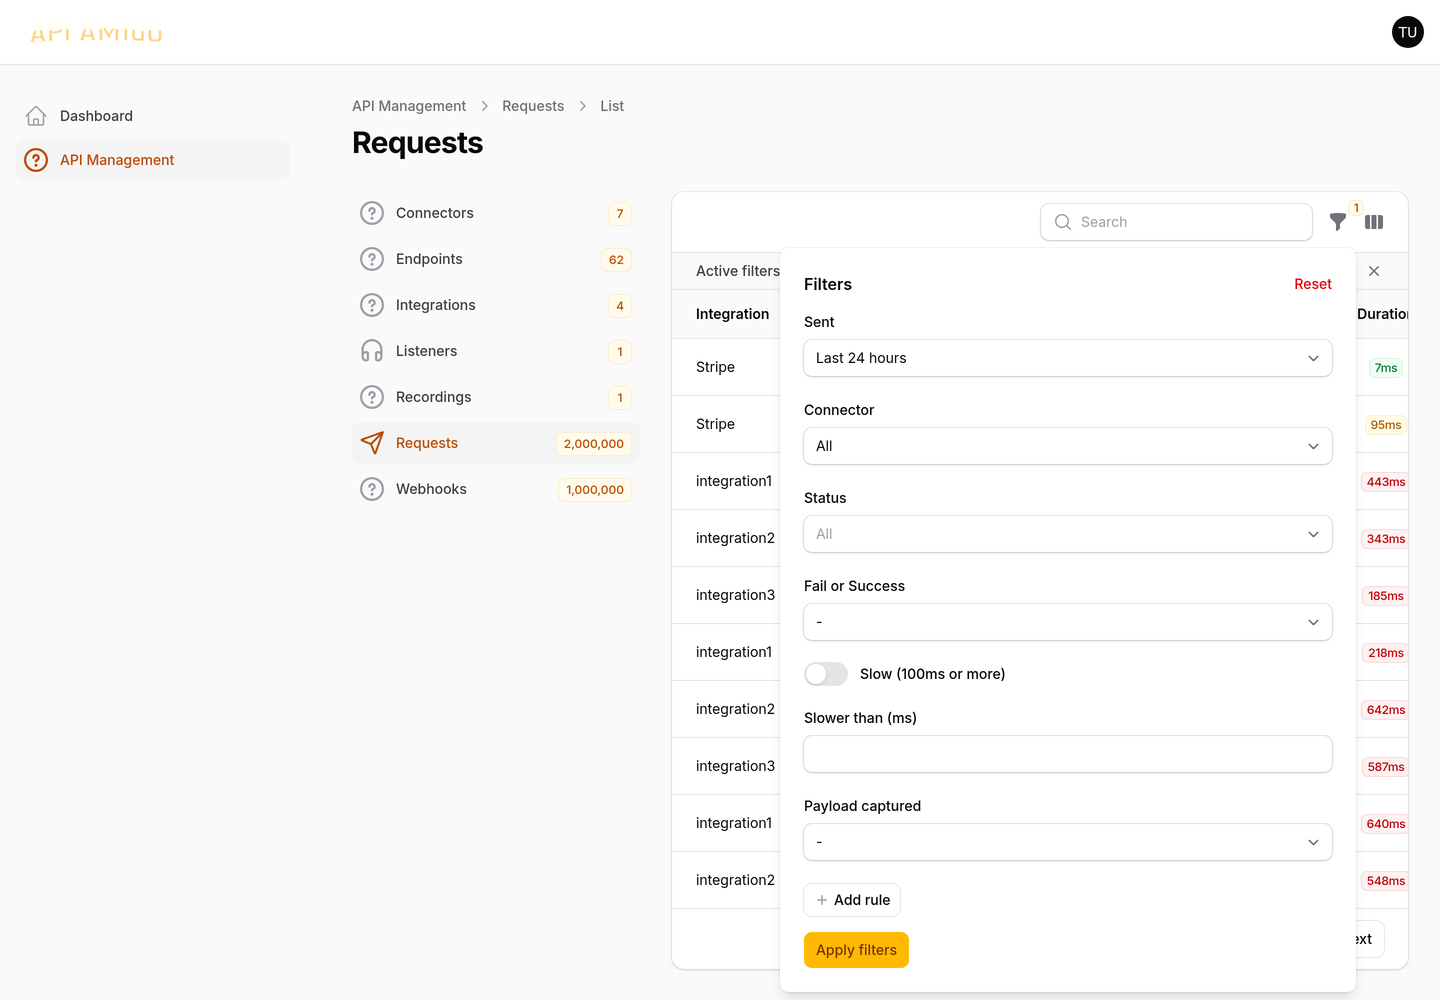 API AMIGO
TU
Dashboard
API Management
API Management
Requests
List
Requests
Connectors
7
Endpoints
62
Integrations
4
Listeners
1
Recordings
1
Requests
2,000,000
Webhooks
1,000,000
Search
1
Active filters
Integration
Duration
Stripe
7ms
Stripe
95ms
integration1
443ms
integration2
343ms
integration3
185ms
integration1
218ms
integration2
642ms
integration3
587ms
integration1
640ms
integration2
548ms
ext
Filters
Reset
Sent
Last 24 hours
Connector
All
Status
All
Fail or Success
-
Slow (100ms or more)
Slower than (ms)
Payload captured
-
Add rule
Apply filters